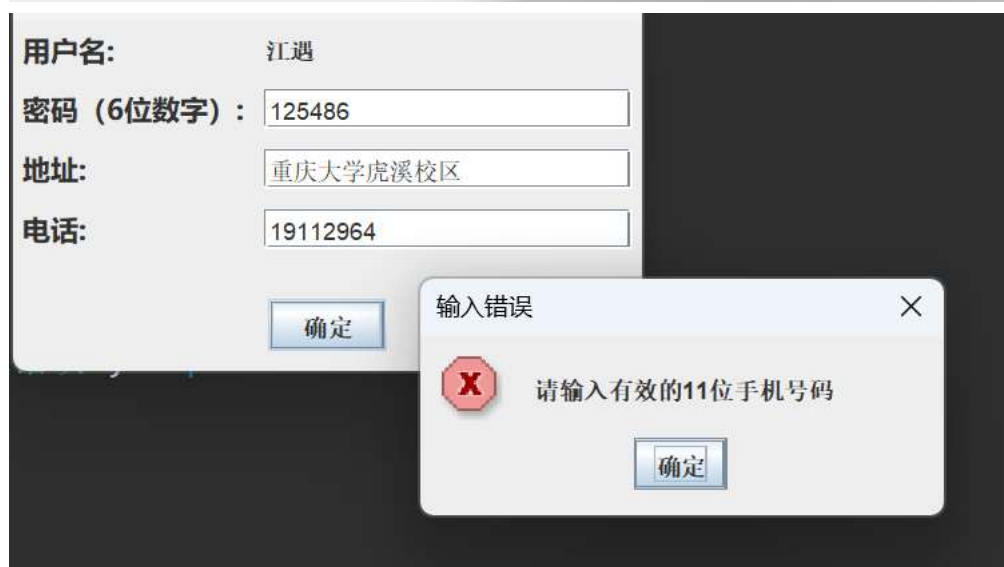 用户名: 江遇
密码（6位数字）: 125486
地址: 重庆大学虎溪校区
电话: 19112964
确定
输入错误
请输入有效的11位手机号码
确定